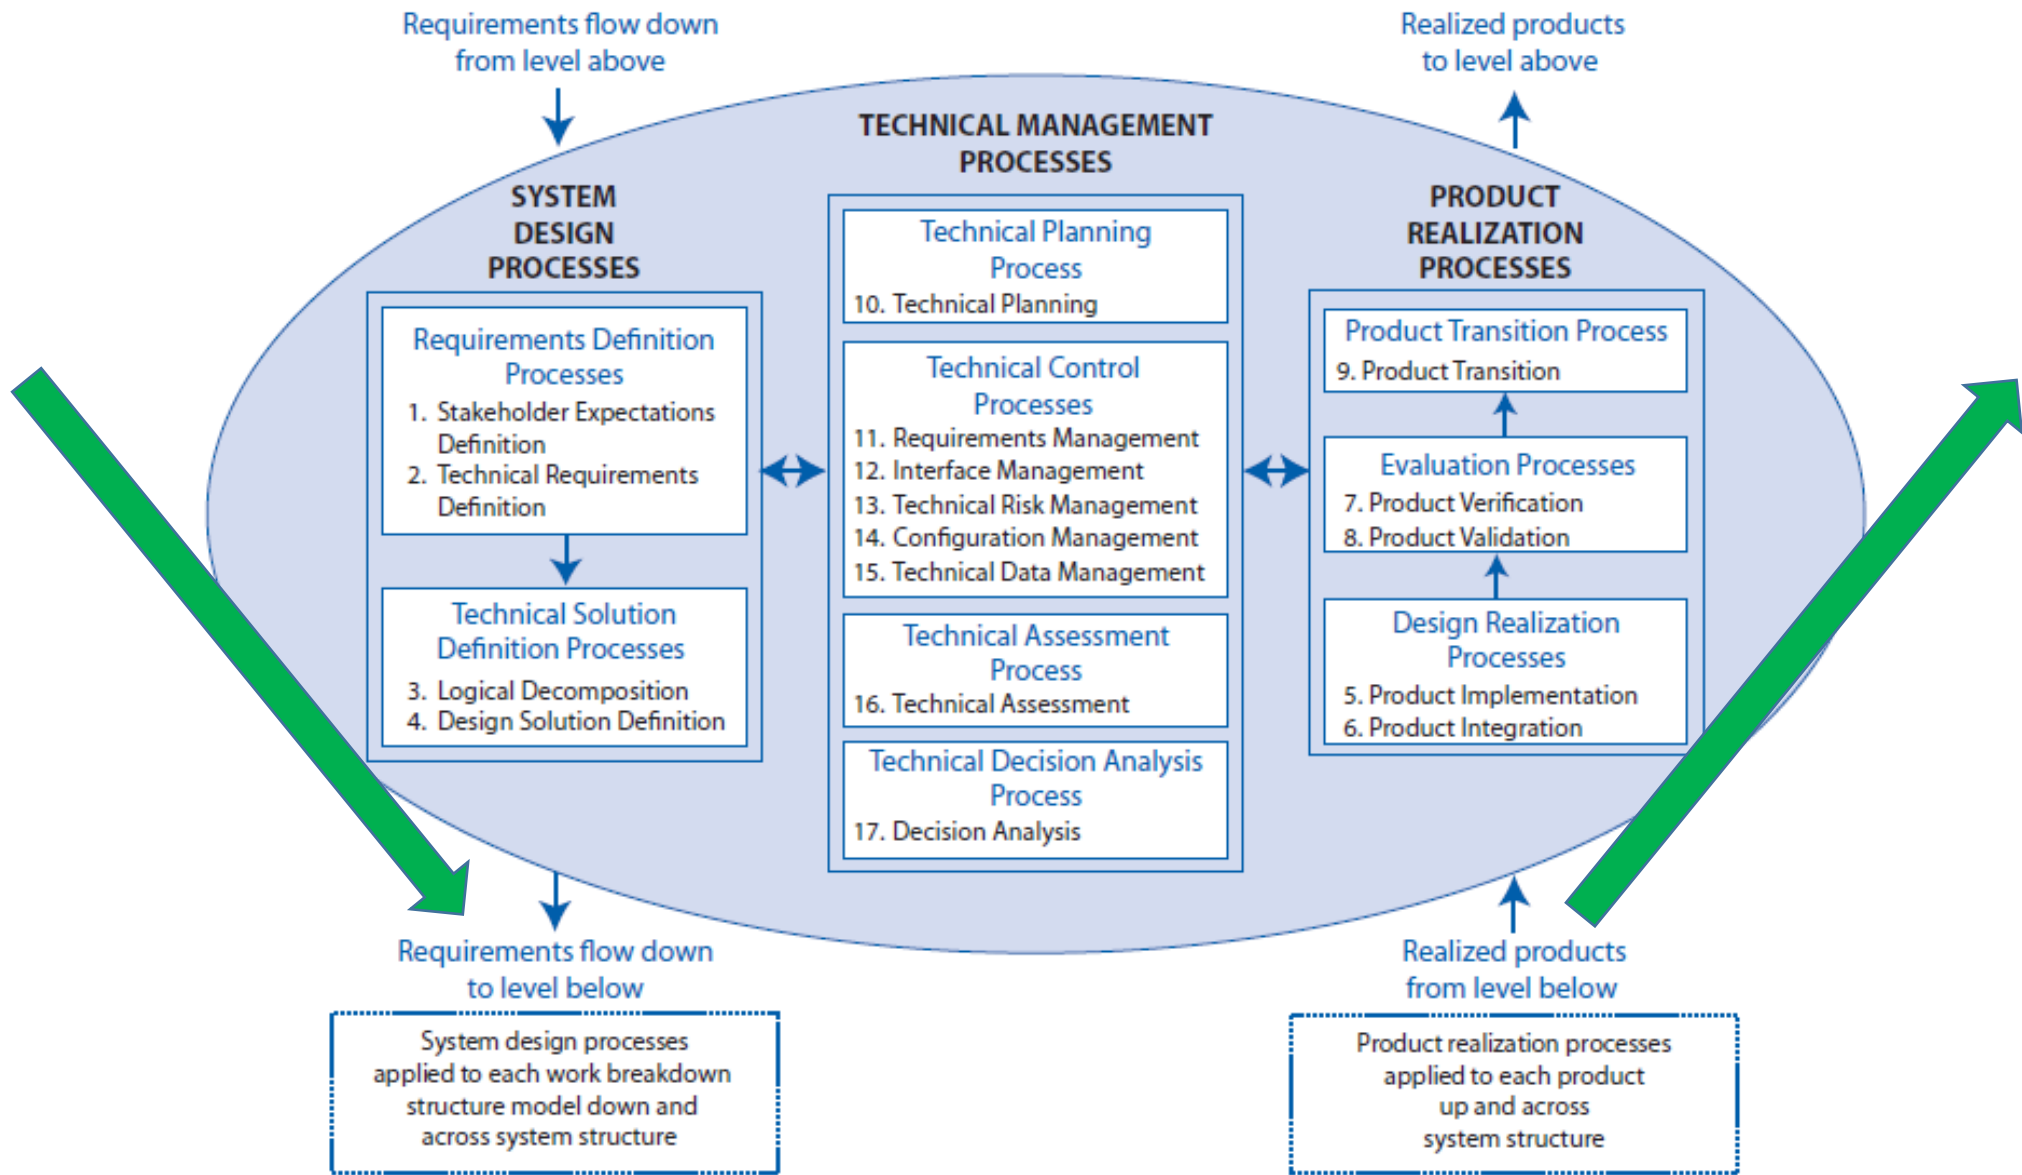 Requirements flow down
from level above
Realized products
to level above
TECHNICAL MANAGEMENT
PROCESSES
SYSTEM
DESIGN
PROCESSES
Requirements Definition
Processes
1. Stakeholder Expectations
Definition
2. Technical Requirements
Definition
Technical Solution
Definition Processes
3. Logical Decomposition
4. Design Solution Definition
Technical Planning
Process
10. Technical Planning
Technical Control
Processes
11. Requirements Management
12. Interface Management
13. Technical Risk Management
14. Configuration Management
15. Technical Data Management
Technical Assessment
Process
16. Technical Assessment
Technical Decision Analysis
Process
17. Decision Analysis
PRODUCT
REALIZATION
PROCESSES
Product Transition Process
9. Product Transition
Evaluation Processes
7. Product Verification
8. Product Validation
Design Realization
Processes
5. Product Implementation
6. Product Integration
Requirements flow down
to level below
System design processes
applied to each work breakdown
structure model down and
across system structure
Realized products
from level below
Product realization processes
applied to each product
up and across
system structure